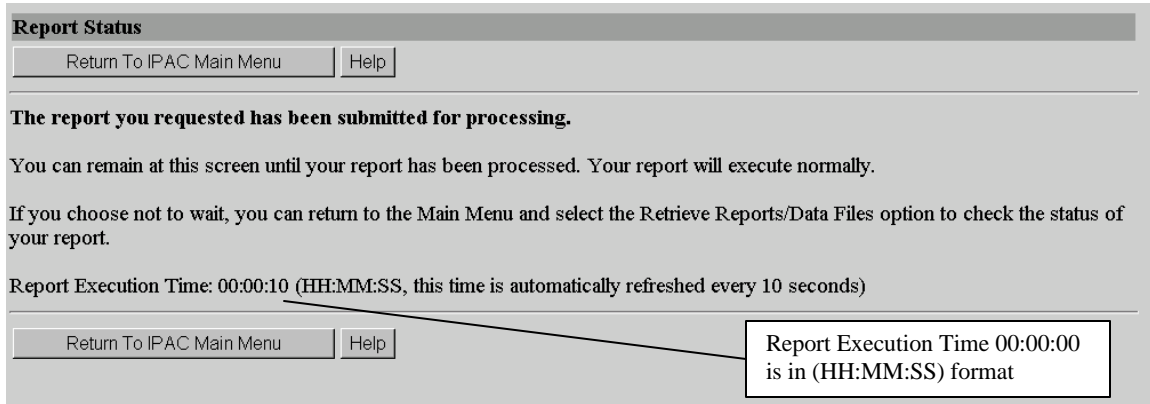 Report Status
Return To IPAC Main Menu Help
The report you requested has been submitted for processing.
You can remain at this screen until your report has been processed. Your report will execute normally.
If you choose not to wait, you can return to the Main Menu and select the Retrieve Reports/Data Files option to check the status of
your report.
Report Execution Time: 00:00:10 (HH:MM:SS, this time is automatically refreshed every 10 seconds)
Return To IPAC Main Menu Help
Report Execution Time 00:00:00
is in (HH:MM:SS) format